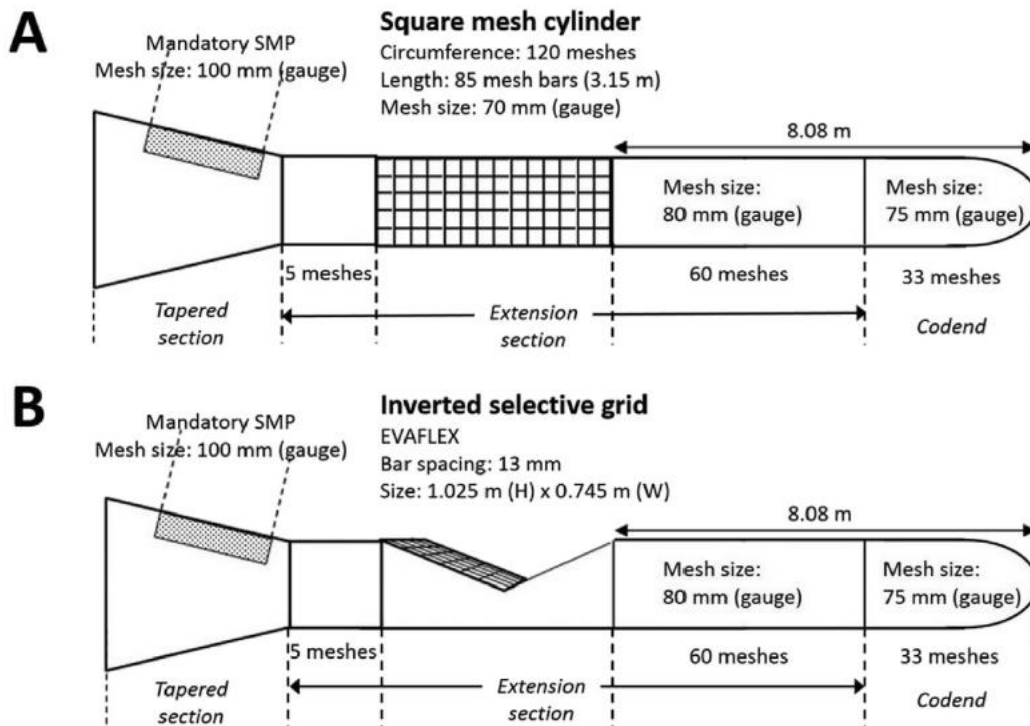 A
Square mesh cylinder
Circumference: 120 meshes
Length: 85 mesh bars (3.15 m)
Mesh size: 70 mm (gauge)
Mandatory SMP
Mesh size: 100 mm (gauge)
8.08 m
Mesh size:
80 mm (gauge)
Mesh size:
75 mm (gauge)
5 meshes
60 meshes
33 meshes
Tapered
section
Extension
section
Codend
B
Inverted selective grid
EVAFLEX
Bar spacing: 13 mm
Size: 1.025 m (H) x 0.745 m (W)
Mandatory SMP
Mesh size: 100 mm (gauge)
8.08 m
Mesh size:
80 mm (gauge)
Mesh size:
75 mm (gauge)
5 meshes
60 meshes
33 meshes
Tapered
section
Extension
section
Codend